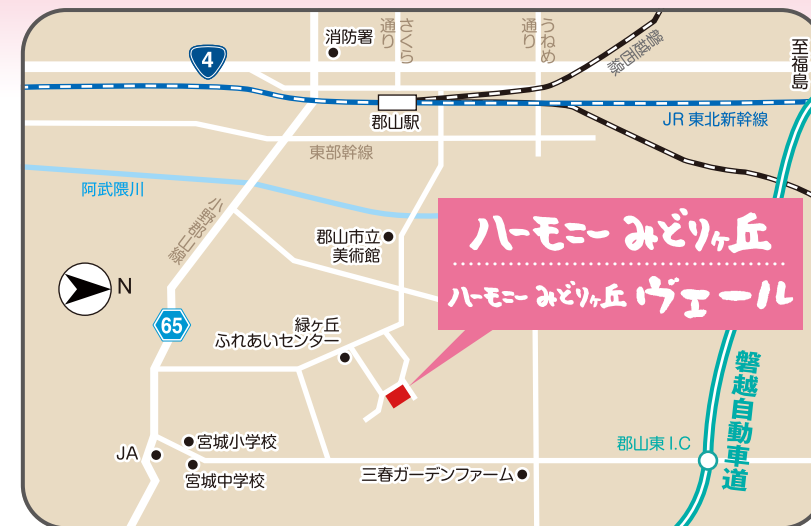 4
消防署
さくら通り
うねめ通り
磐越西線
至福島
郡山駅
JR 東北新幹線
東部幹線
阿武隈川
小野郡山線
郡山市立
美術館
ハーモニー みどりヶ丘
ハーモニー みどりヶ丘 ヴェール
N
65
緑ヶ丘
ふれあいセンター
磐越自動車道
郡山東 I.C
宮城小学校
JA
宮城中学校
三春ガーデンファーム